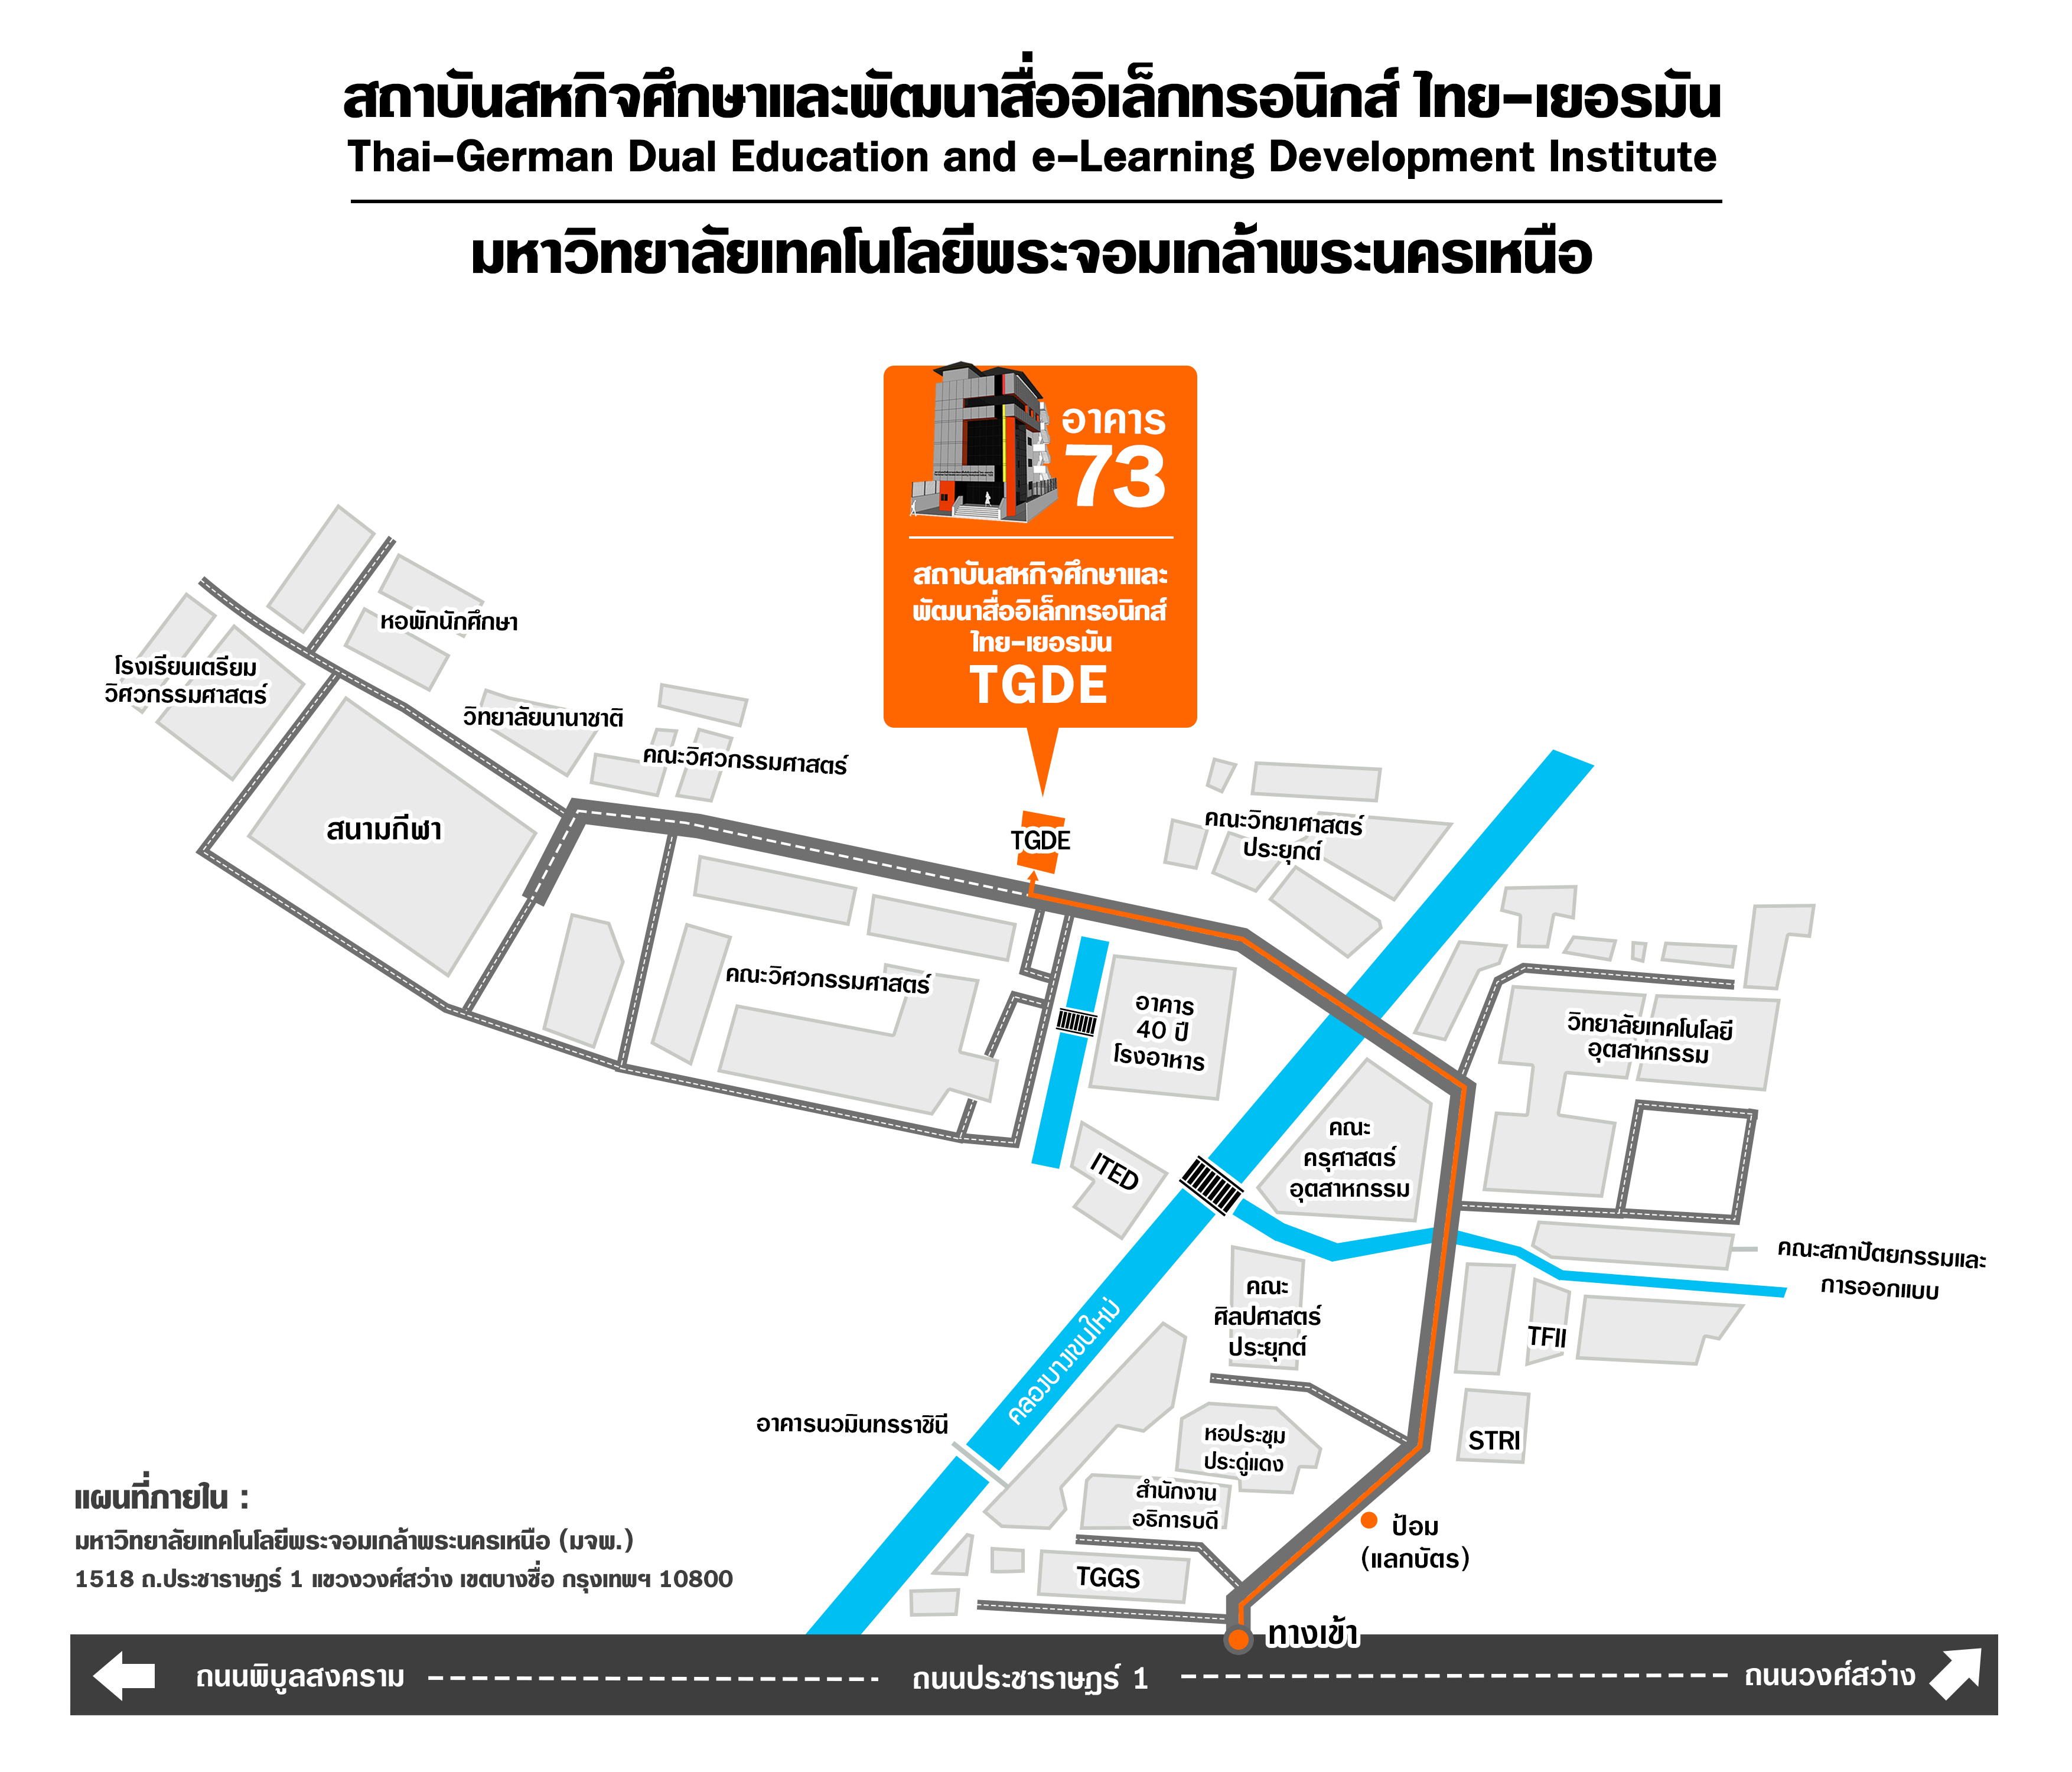 สถาบันสหกิจศึกษาและพัฒนาสื่ออิเล็กทรอนิกส์ ไทย-เยอรมัน
Thai-German Dual Education and e-Learning Development Institute
มหาวิทยาลัยเทคโนโลยีพระจอมเกล้าพระนครเหนือ
อาคาร
73
สถาบันสหกิจศึกษาและ
พัฒนาสื่ออิเล็กทรอนิกส์
ไทย-เยอรมัน
TGDE
หอพักนักศึกษา
โรงเรียนเตรียม
วิศวกรรมศาสตร์
วิทยาลัยนานาชาติ
คณะวิศวกรรมศาสตร์
สนามกีฬา
TGDE
คณะวิทยาศาสตร์
ประยุกต์
คณะวิศวกรรมศาสตร์
อาคาร
40 ปี
โรงอาหาร
วิทยาลัยเทคโนโลยี
อุตสาหกรรม
ITED
คณะ
ครุศาสตร์
อุตสาหกรรม
คณะสถาปัตยกรรมและ
การออกแบบ
คณะ
ศิลปศาสตร์
ประยุกต์
TFII
คลองบางเขนใหม่
อาคารนวมินทรราชินี
หอประชุม
ประดู่แดง
STRI
สำนักงาน
อธิการบดี
ป้อม
(แลกบัตร)
TGGS
ทางเข้า
แผนที่ภายใน :
มหาวิทยาลัยเทคโนโลยีพระจอมเกล้าพระนครเหนือ (มจพ.)
1518 ถ.ประชาราษฎร์ 1 แขวงวงศ์สว่าง เขตบางซื่อ กรุงเทพฯ 10800
ถนนพิบูลสงคราม
ถนนประชาราษฎร์ 1
ถนนวงศ์สว่าง